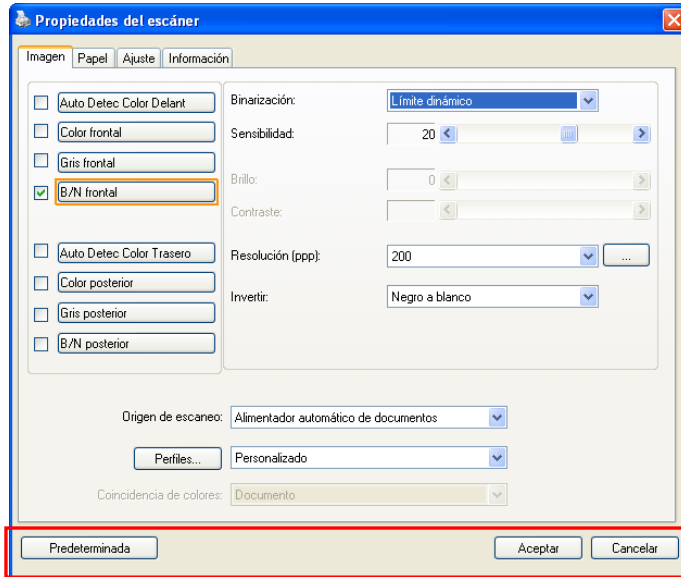 Propiedades del escáner
Imagen Papel Ajuste Información
Auto Detec Color Delant
Color frontal
Gris frontal
B/N frontal
Auto Detec Color Trasero
Color posterior
Gris posterior
B/N posterior
Binarización: Límite dinámico
Sensibilidad: 20
Brillo: 0
Contraste:
Resolución (ppp): 200 ...
Invertir: Negro a blanco
Origen de escaneo: Alimentador automático de documentos
Perfiles... Personalizado
Coincidencia de colores: Documento
Predeterminada Aceptar Cancelar